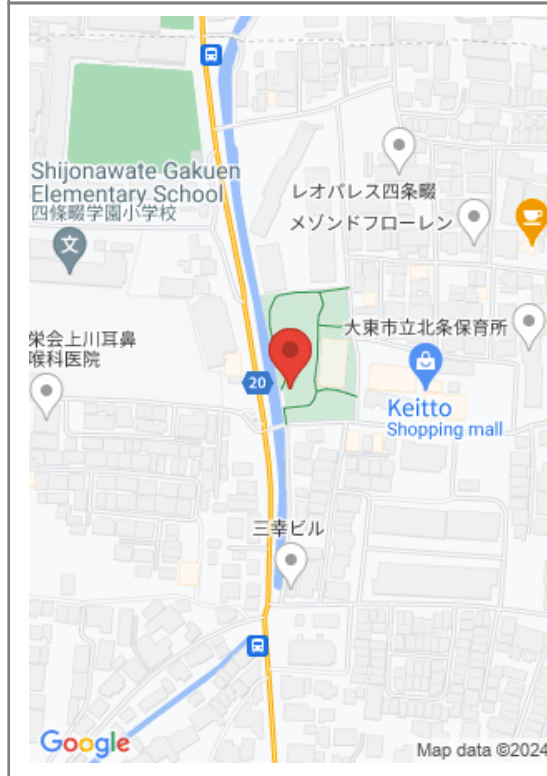 Shijonawate Gakuen
Elementary School
四條畷学園小学校
文
レオパレス四条畷
メゾンドフローレン
大東市立北条保育所
栄会上川耳鼻
咽喉科医院
20
Keitto
Shopping mall
三幸ビル
Google
Map data ©2024